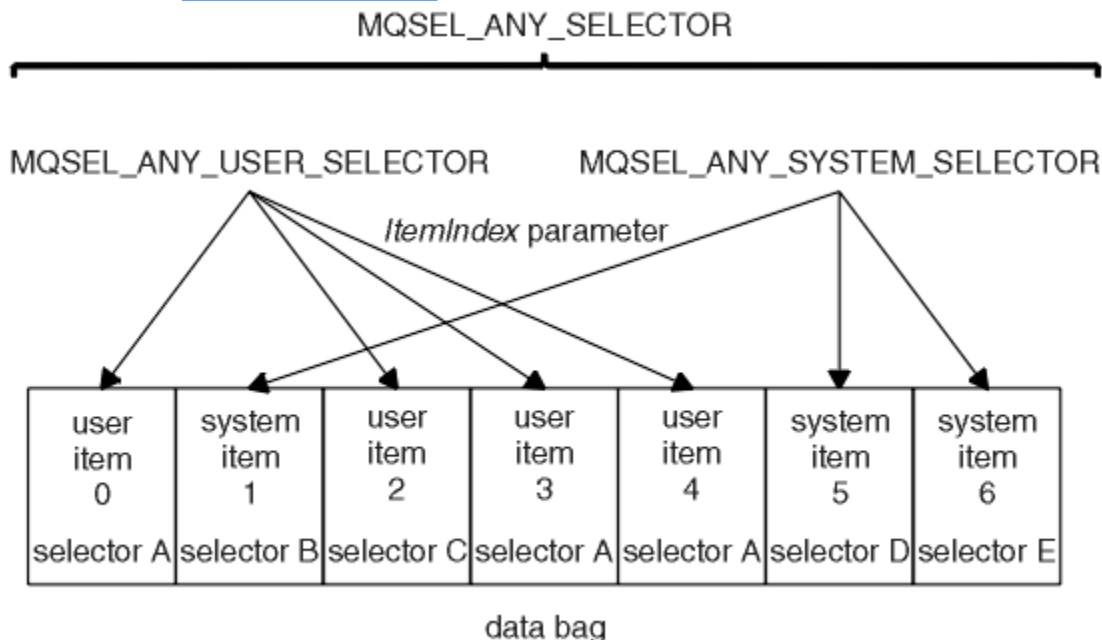 MQSEL_ANY_SELECTOR
MQSEL_ANY_USER_SELECTOR
MQSEL_ANY_SYSTEM_SELECTOR
ItemIndex parameter
user
item
0
selector A
system
item
1
selector B
user
item
2
selector C
user
item
3
selector A
user
item
4
selector A
system
item
5
selector D
system
item
6
selector E
data bag